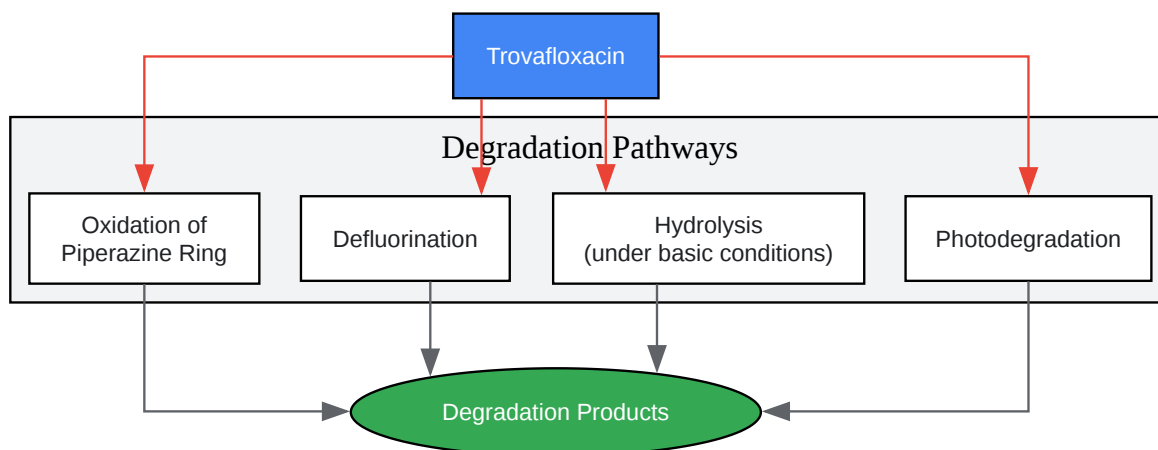 Trovafloxacin
Degradation Pathways
Oxidation of
Piperazine Ring
Defluorination
Hydrolysis
(under basic conditions)
Photodegradation
Degradation Products